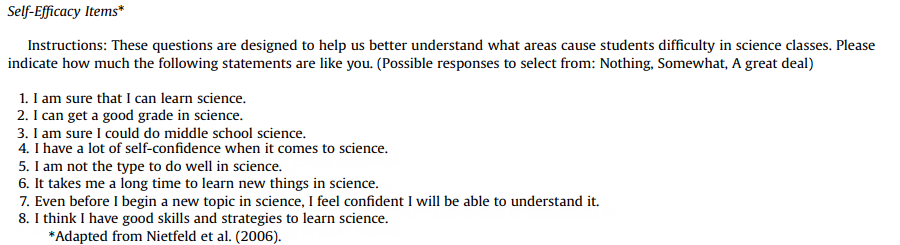 Self-Efficacy Items*
Instructions: These questions are designed to help us better understand what areas cause students difficulty in science classes. Please
indicate how much the following statements are like you. (Possible responses to select from: Nothing, Somewhat, A great deal)
1. I am sure that I can learn science.
2. I can get a good grade in science.
3. I am sure I could do middle school science.
4. I have a lot of self-confidence when it comes to science.
5. I am not the type to do well in science.
6. It takes me a long time to learn new things in science.
7. Even before I begin a new topic in science, I feel confident I will be able to understand it.
8. I think I have good skills and strategies to learn science.
*Adapted from Nietfeld et al. (2006).